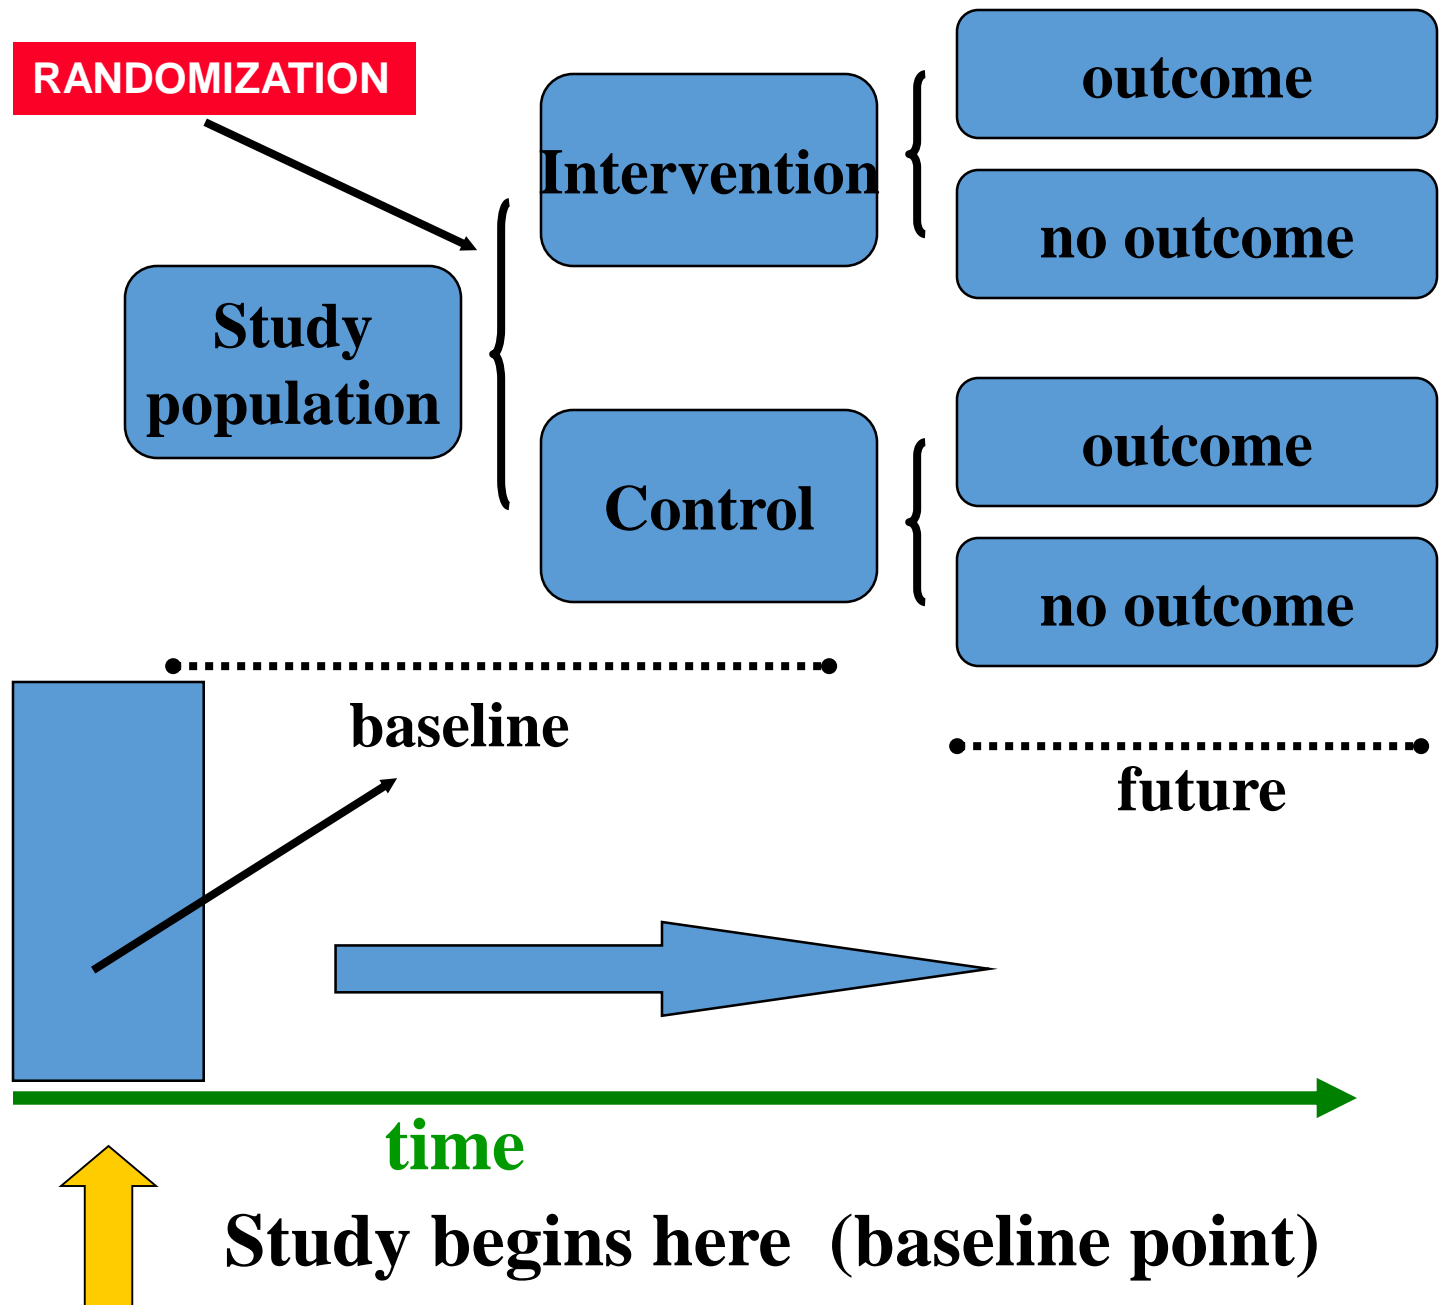 RANDOMIZATION
outcome
Intervention
no outcome
Study
population
outcome
Control
no outcome
baseline
future
time
Study begins here (baseline point)